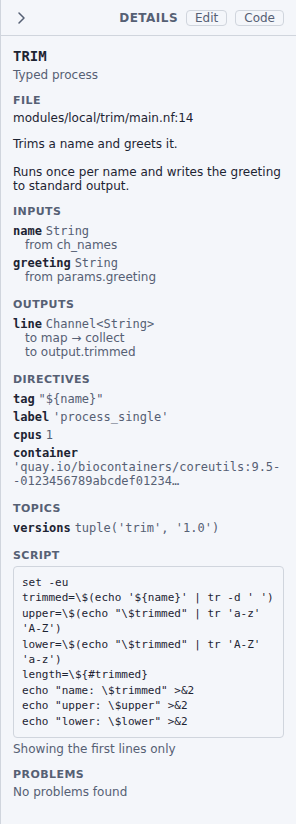 DETAILS Edit Code
TRIM
Typed process
FILE
modules/local/trim/main.nf:14
Trims a name and greets it.
Runs once per name and writes the greeting
to standard output.
INPUTS
name String
from ch_names
greeting String
from params.greeting
OUTPUTS
line Channel<String>
to map → collect
to output.trimmed
DIRECTIVES
tag "${name}"
label 'process_single'
cpus 1
container
'quay.io/biocontainers/coreutils:9.5-
-0123456789abcdef01234…
TOPICS
versions tuple('trim', '1.0')
SCRIPT
set -eu
trimmed=\$(echo '${name}' | tr -d ' ')
upper=\$(echo "\$trimmed" | tr 'a-z'
'A-Z')
lower=\$(echo "\$trimmed" | tr 'A-Z'
'a-z')
length=\${#trimmed}
echo "name: \$trimmed" >&2
echo "upper: \$upper" >&2
echo "lower: \$lower" >&2
Showing the first lines only
PROBLEMS
No problems found